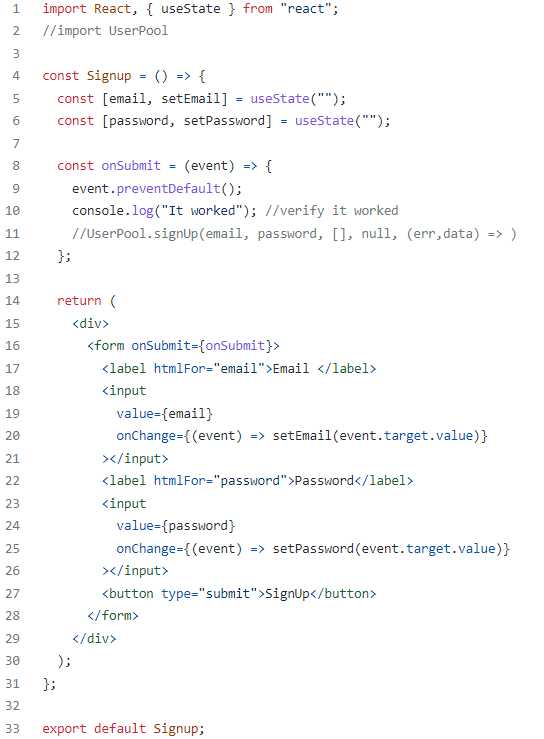 1 import React, { useState } from "react";
2 //import UserPool
3
4 const Signup = () => {
5   const [email, setEmail] = useState("");
6   const [password, setPassword] = useState("");
7
8   const onSubmit = (event) => {
9     event.preventDefault();
10     console.log("It worked"); //verify it worked
11     //UserPool.signUp(email, password, [], null, (err,data) => )
12   };
13
14   return (
15     <div>
16       <form onSubmit={onSubmit}>
17         <label htmlFor="email">Email </label>
18         <input
19           value={email}
20           onChange={(event) => setEmail(event.target.value)}
21         ></input>
22         <label htmlFor="password">Password</label>
23         <input
24           value={password}
25           onChange={(event) => setPassword(event.target.value)}
26         ></input>
27         <button type="submit">SignUp</button>
28       </form>
29     </div>
30   );
31 };
32
33 export default Signup;